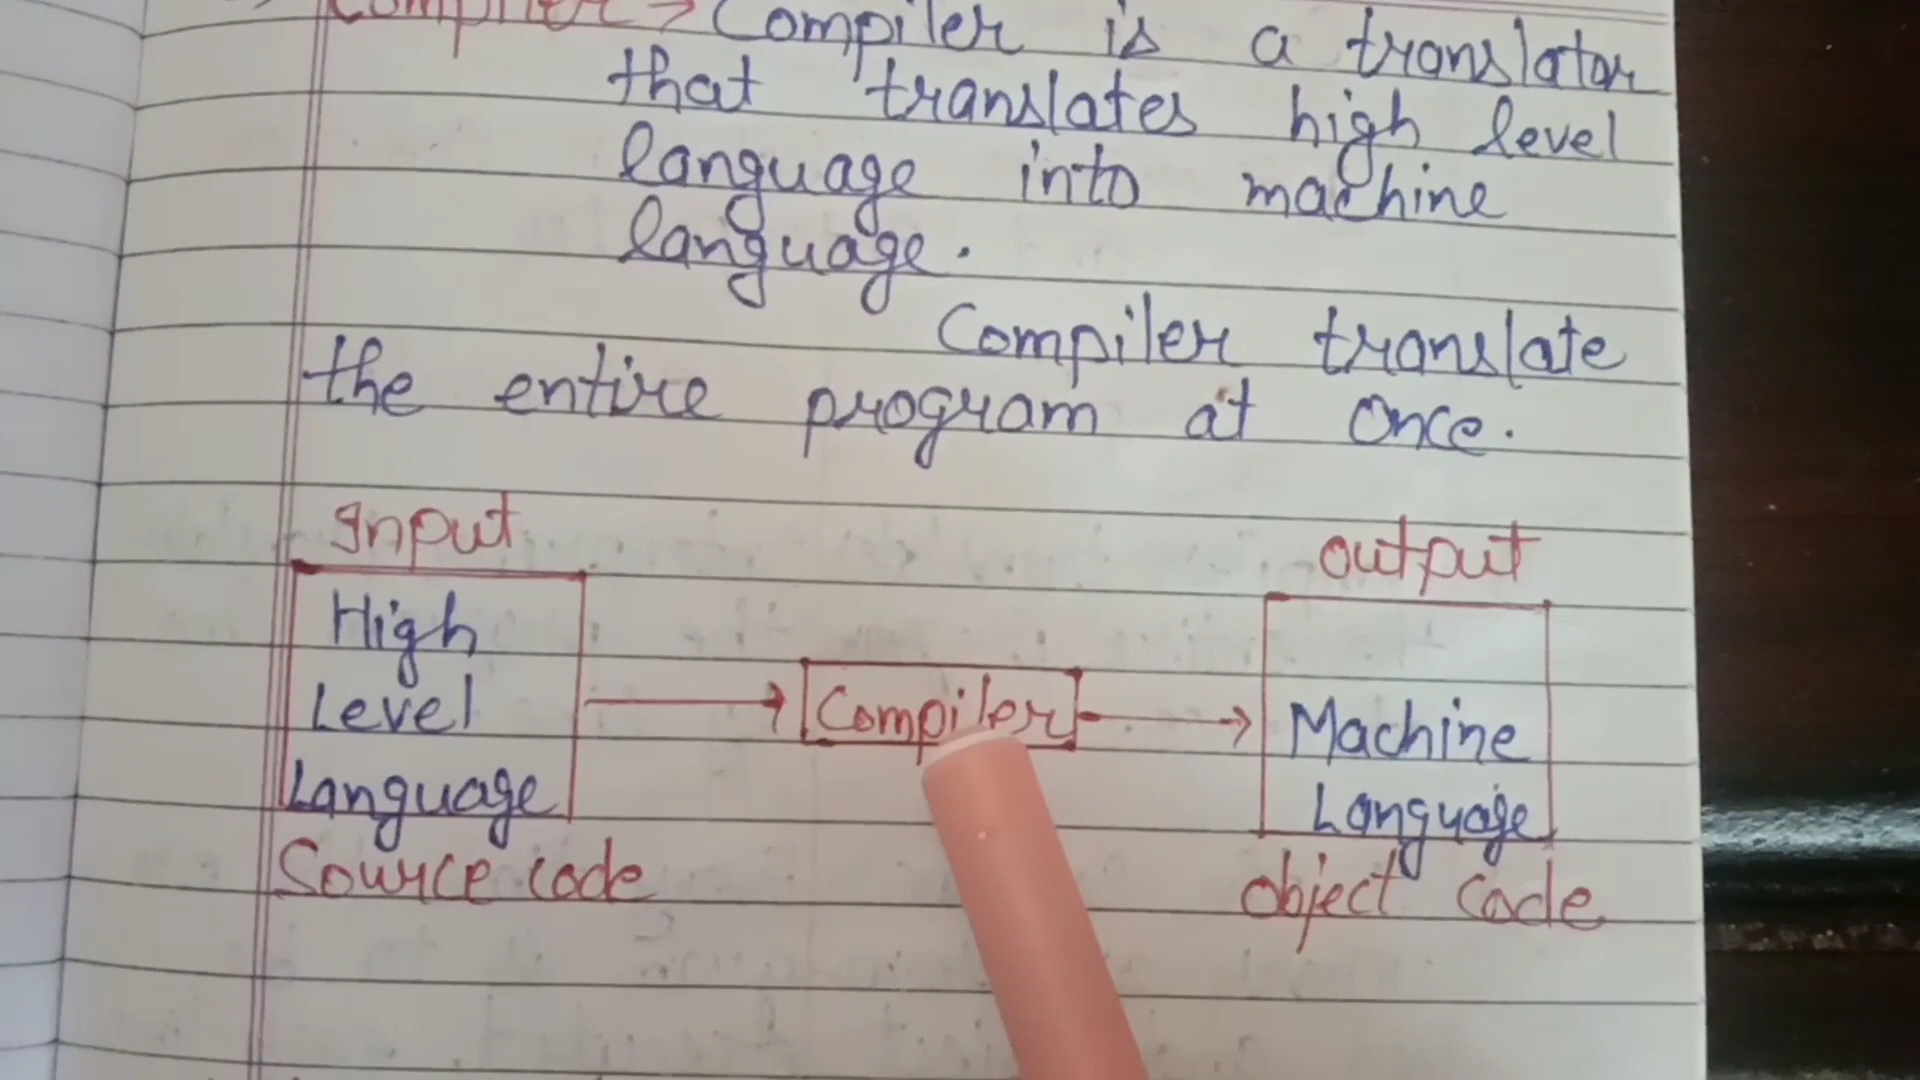 Compiler → Compiler is a translator
that translates high level
language into machine
language.
Compiler translate
the entire program at once.
Input
High
Level
Language
Source code
Compiler
output
Machine
Language
object code